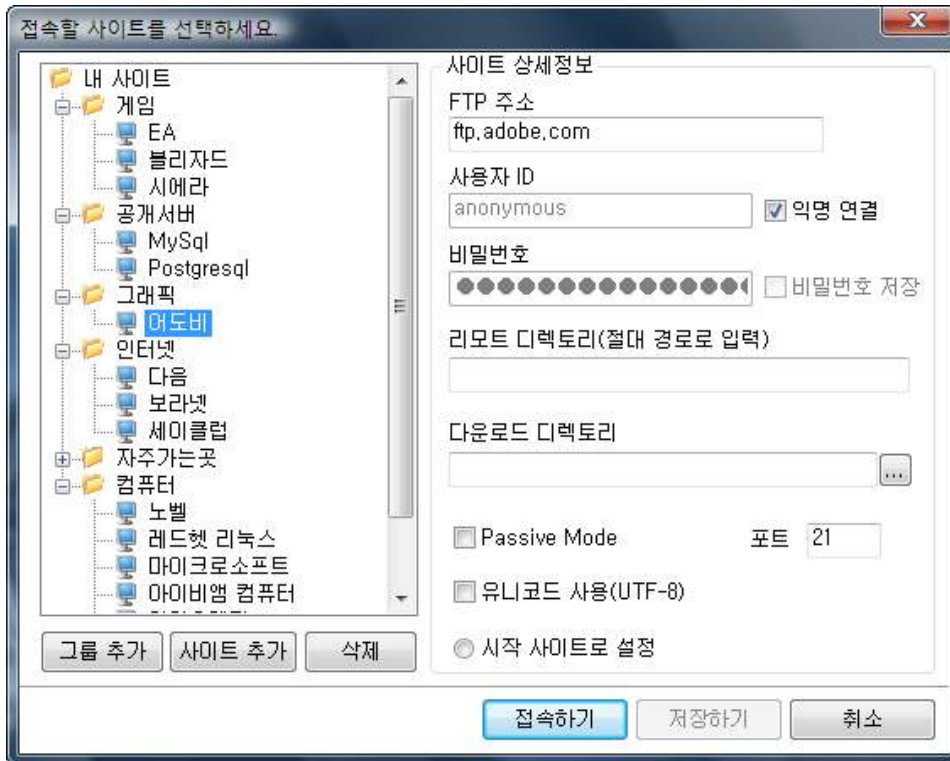 접속할 사이트를 선택하세요.
내 사이트
게임
EA
블리자드
시에라
공개서버
MySql
Postgresql
그래픽
어도비
인터넷
다음
보라넷
세이클럽
자주가는곳
컴퓨터
노벨
레드헷 리눅스
마이크로소프트
아이비앰 컴퓨터
그룹 추가
사이트 추가
삭제
사이트 상세정보
FTP 주소
ftp.adobe.com
사용자 ID
anonymous
익명 연결
비밀번호
비밀번호 저장
리모트 디렉토리(절대 경로로 입력)
다운로드 디렉토리
...
Passive Mode
포트 21
유니코드 사용(UTF-8)
시작 사이트로 설정
접속하기
저장하기
취소